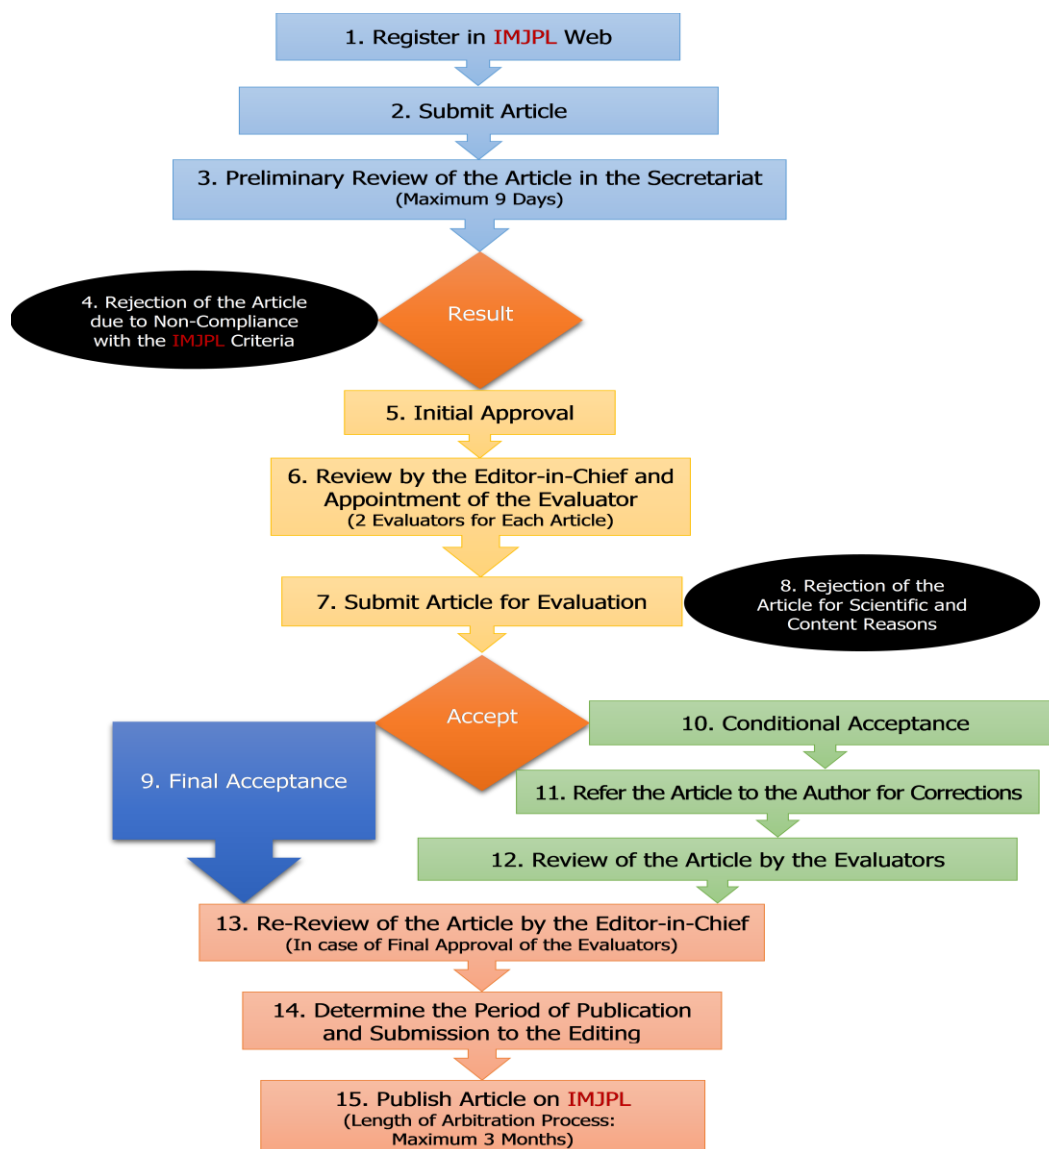 1. Register in IMJPL Web
2. Submit Article
3. Preliminary Review of the Article in the Secretariat
(Maximum 9 Days)
Result
4. Rejection of the Article
due to Non-Compliance
with the IMJPL Criteria
5. Initial Approval
6. Review by the Editor-in-Chief and
Appointment of the Evaluator
(2 Evaluators for Each Article)
7. Submit Article for Evaluation
8. Rejection of the
Article for Scientific and
Content Reasons
Accept
9. Final Acceptance
10. Conditional Acceptance
11. Refer the Article to the Author for Corrections
12. Review of the Article by the Evaluators
13. Re-Review of the Article by the Editor-in-Chief
(In case of Final Approval of the Evaluators)
14. Determine the Period of Publication
and Submission to the Editing
15. Publish Article on IMJPL
(Length of Arbitration Process:
Maximum 3 Months)